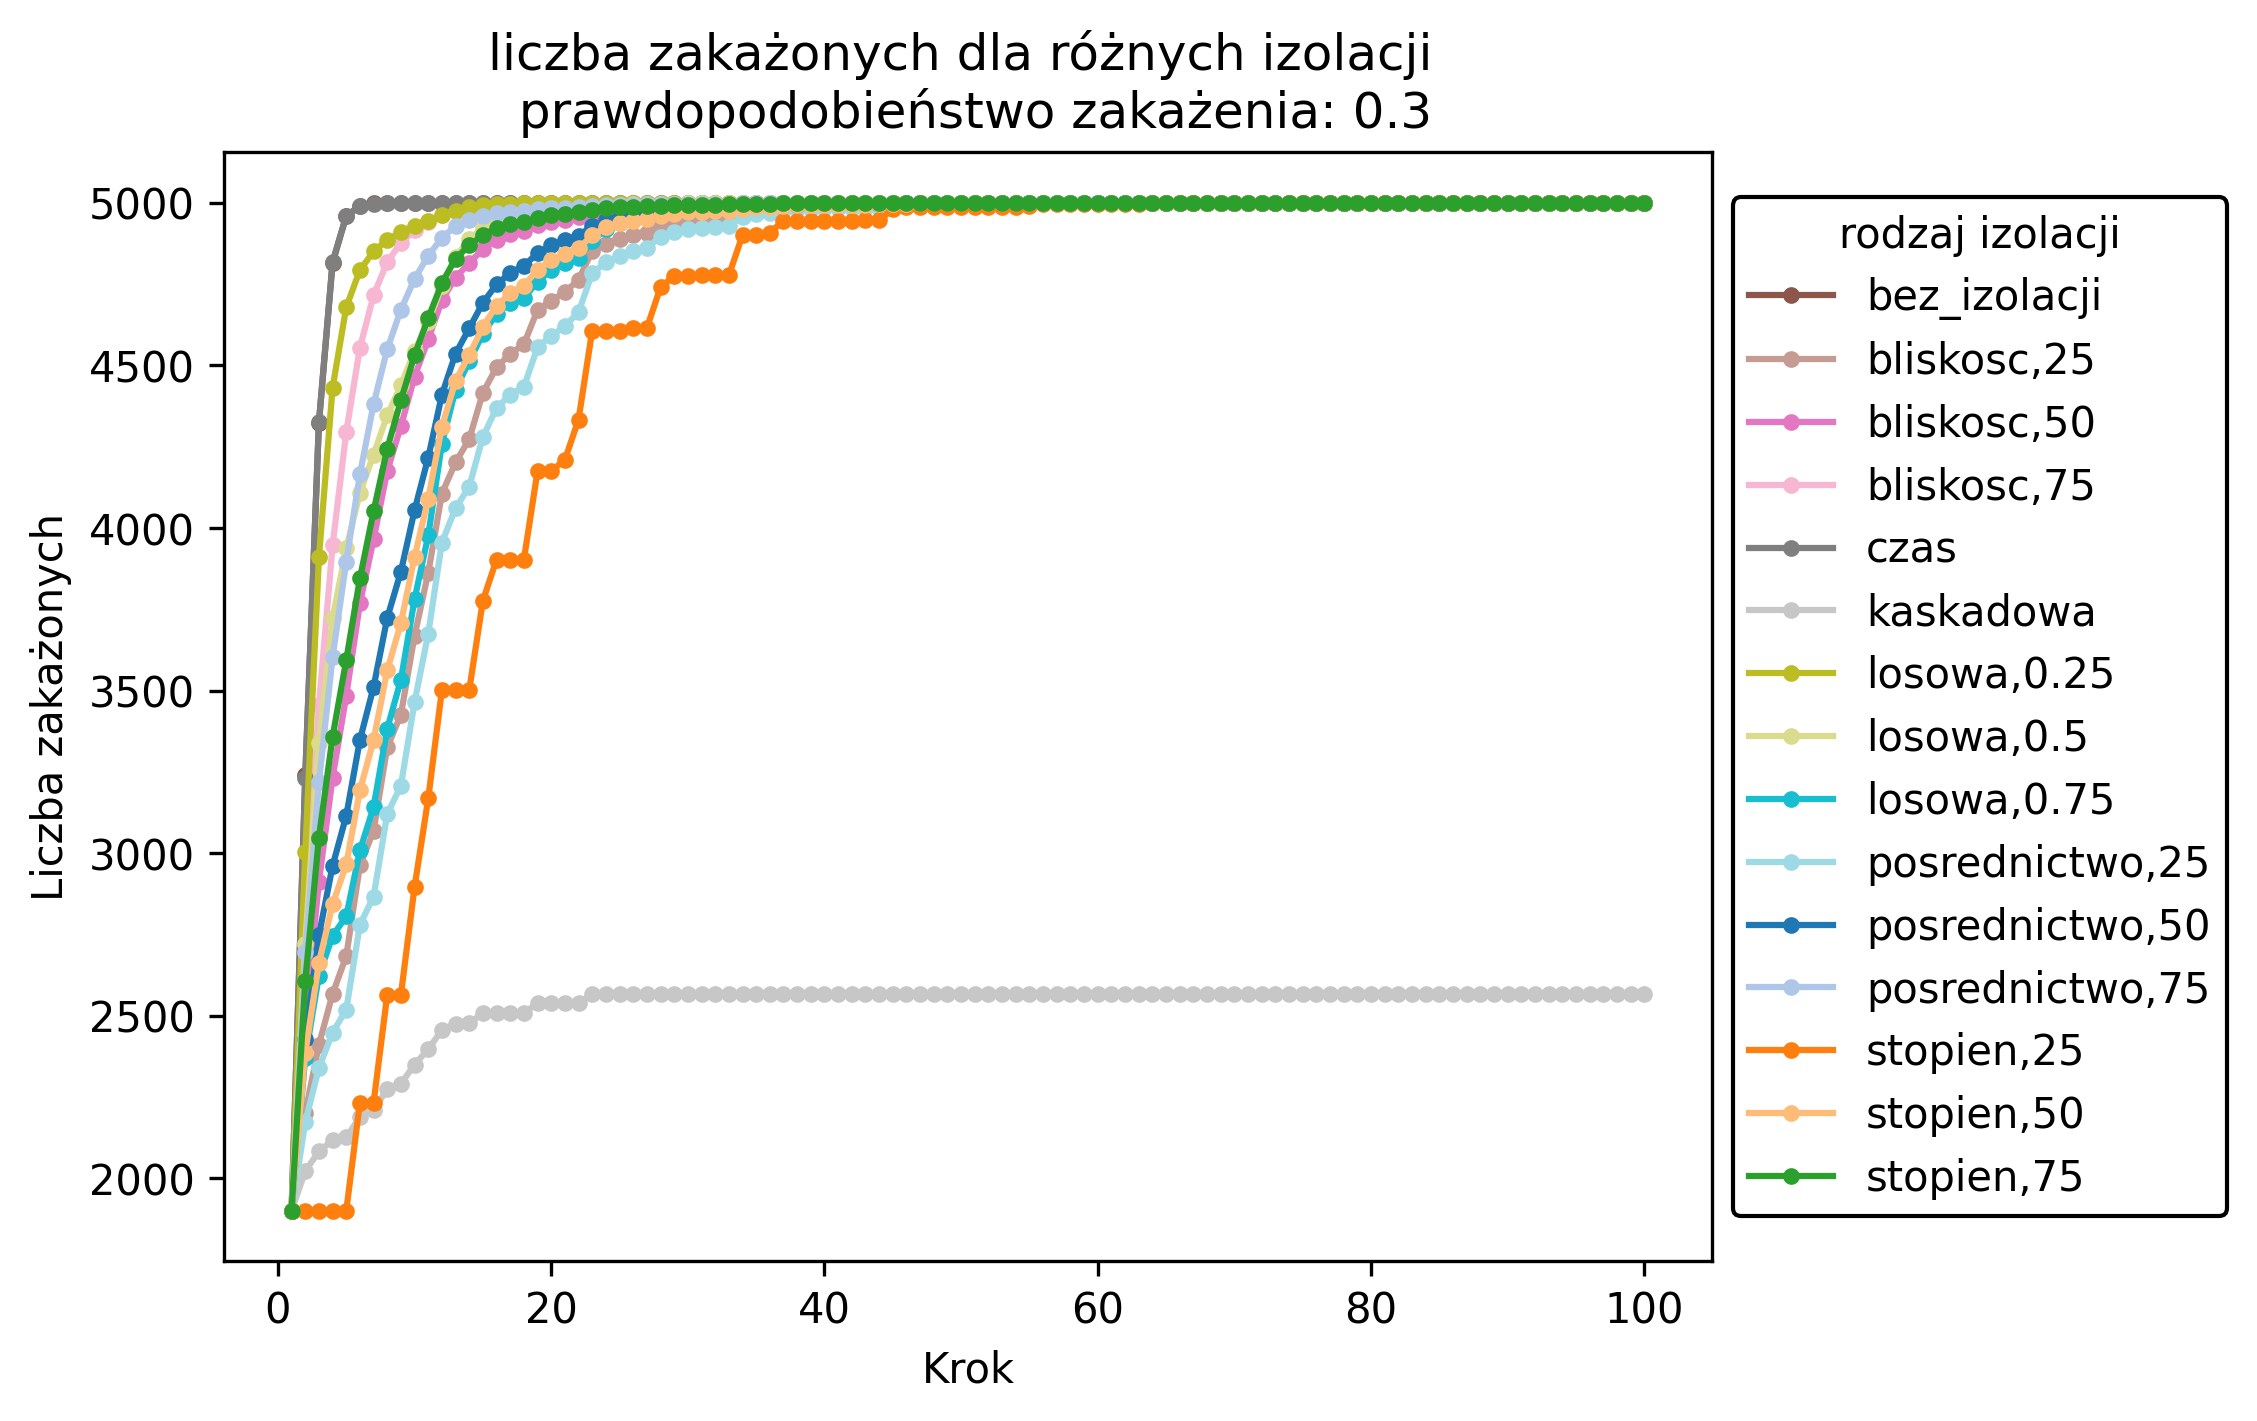 liczba zakażonych dla różnych izolacji
prawdopodobieństwo zakażenia: 0.3
Liczba zakażonych
5000
4500
4000
3500
3000
2500
2000
0
20
40
60
80
100
Krok
rodzaj izolacji
bez_izolacji
bliskosc,25
bliskosc,50
bliskosc,75
czas
kaskadowa
losowa,0.25
losowa,0.5
losowa,0.75
posrednictwo,25
posrednictwo,50
posrednictwo,75
stopien,25
stopien,50
stopien,75